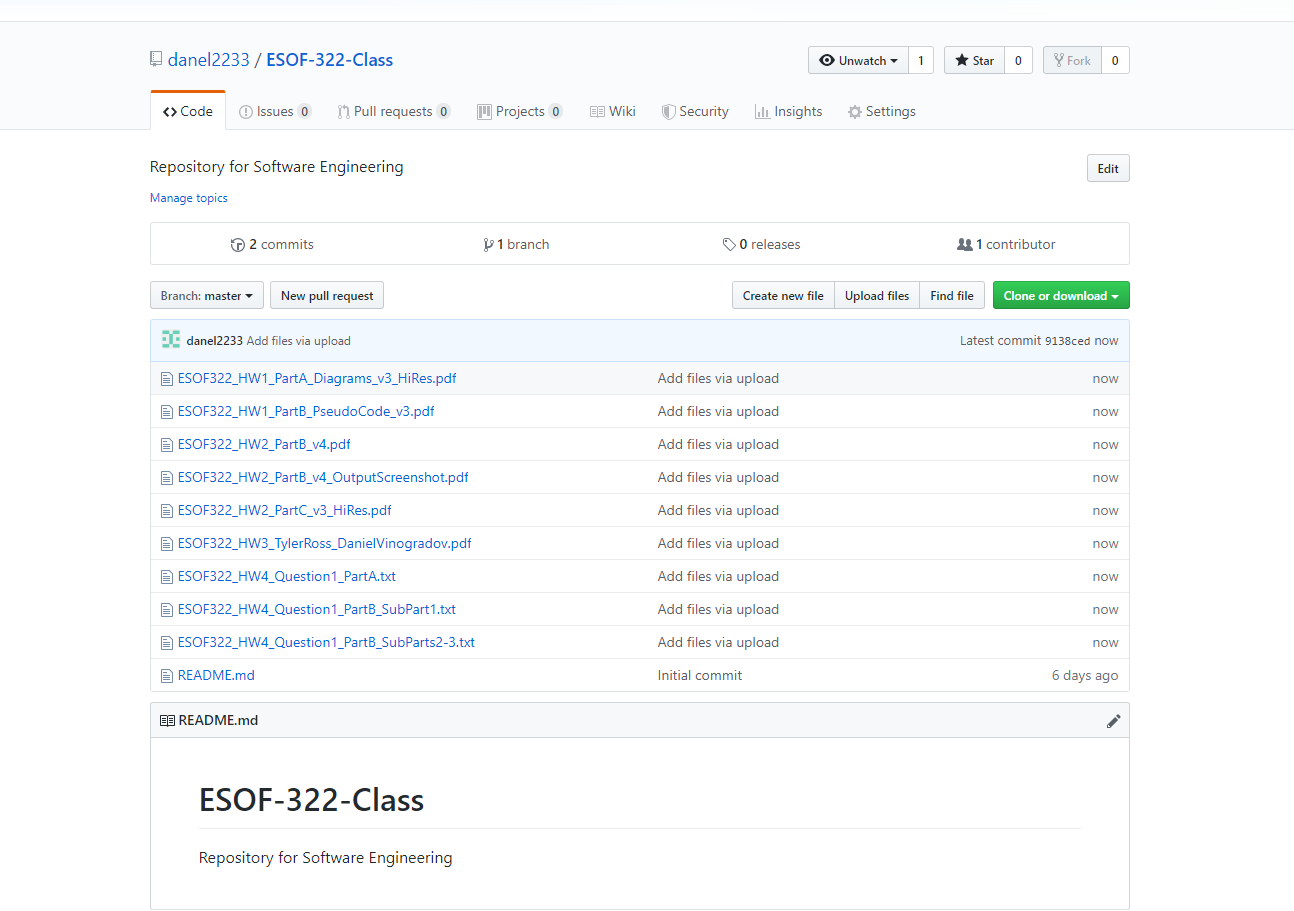 danel2233 / ESOF-322-Class
Unwatch 1 Star 0 Fork 0
Code Issues 0 Pull requests 0 Projects 0 Wiki Security Insights Settings
Repository for Software Engineering
Edit
Manage topics
2 commits 1 branch 0 releases 1 contributor
Branch: master New pull request Create new file Upload files Find file Clone or download
danel2233 Add files via upload Latest commit 9138ced now
ESOF322_HW1_PartA_Diagrams_v3_HiRes.pdf Add files via upload now
ESOF322_HW1_PartB_PseudoCode_v3.pdf Add files via upload now
ESOF322_HW2_PartB_v4.pdf Add files via upload now
ESOF322_HW2_PartB_v4_OutputScreenshot.pdf Add files via upload now
ESOF322_HW2_PartC_v3_HiRes.pdf Add files via upload now
ESOF322_HW3_TylerRoss_DanielVinogradov.pdf Add files via upload now
ESOF322_HW4_Question1_PartA.txt Add files via upload now
ESOF322_HW4_Question1_PartB_SubPart1.txt Add files via upload now
ESOF322_HW4_Question1_PartB_SubParts2-3.txt Add files via upload now
README.md Initial commit 6 days ago
README.md
ESOF-322-Class
Repository for Software Engineering